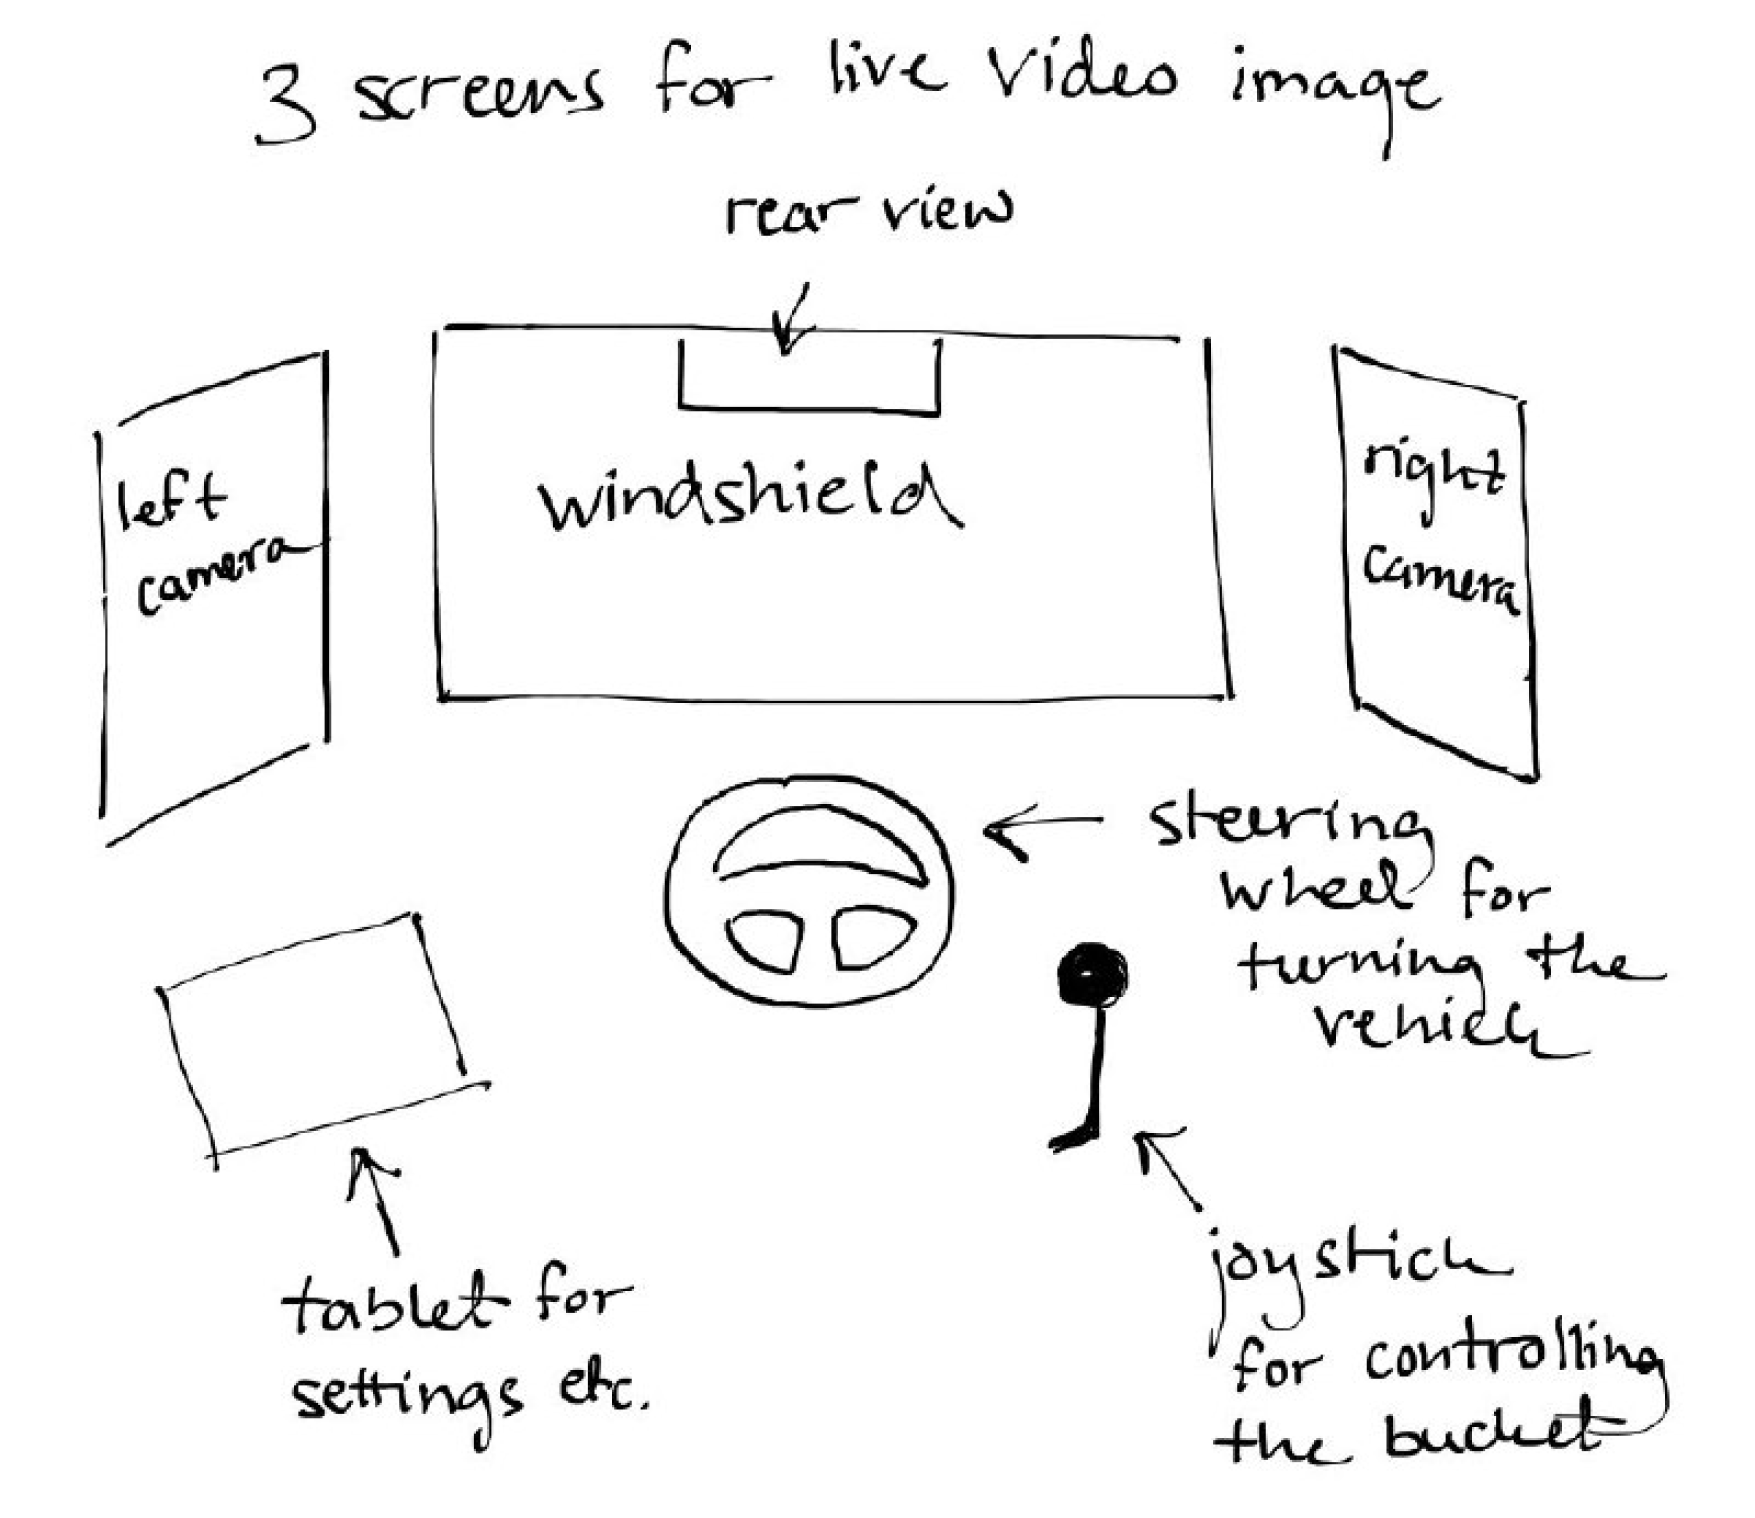 3 screens for live video image
rear view
left
camera
windshield
right
camera
steering
wheel for
turning the
vehicle
tablet for
settings etc.
joystick
for controlling
the bucket